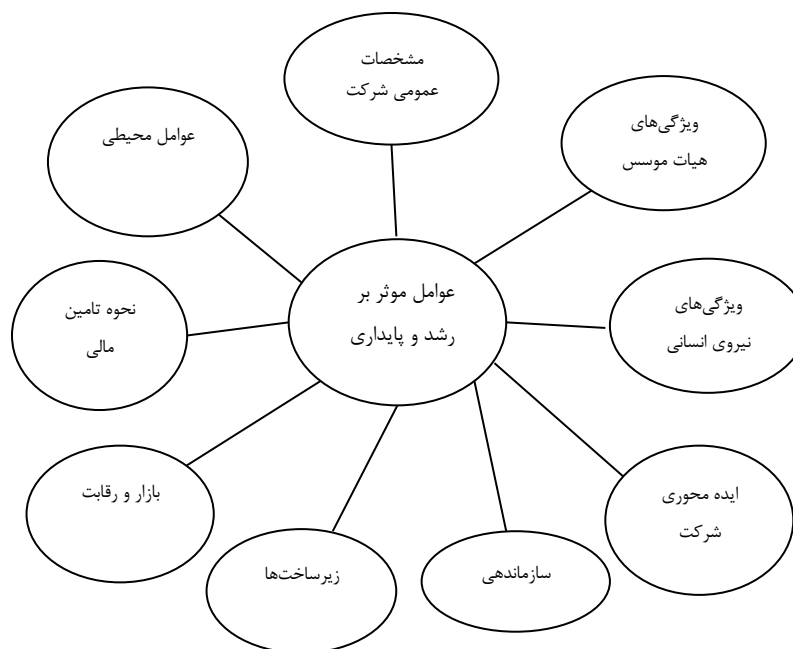 مشخصات
عمومی شرکت
ویژگی‌های
هیات موسس
عوامل محیطی
عوامل موثر بر
رشد و پایداری
ویژگی‌های
نیروی انسانی
نحوه تامین
مالی
ایده محوری
شرکت
بازار و رقابت
سازماندهی
زیرساخت‌ها